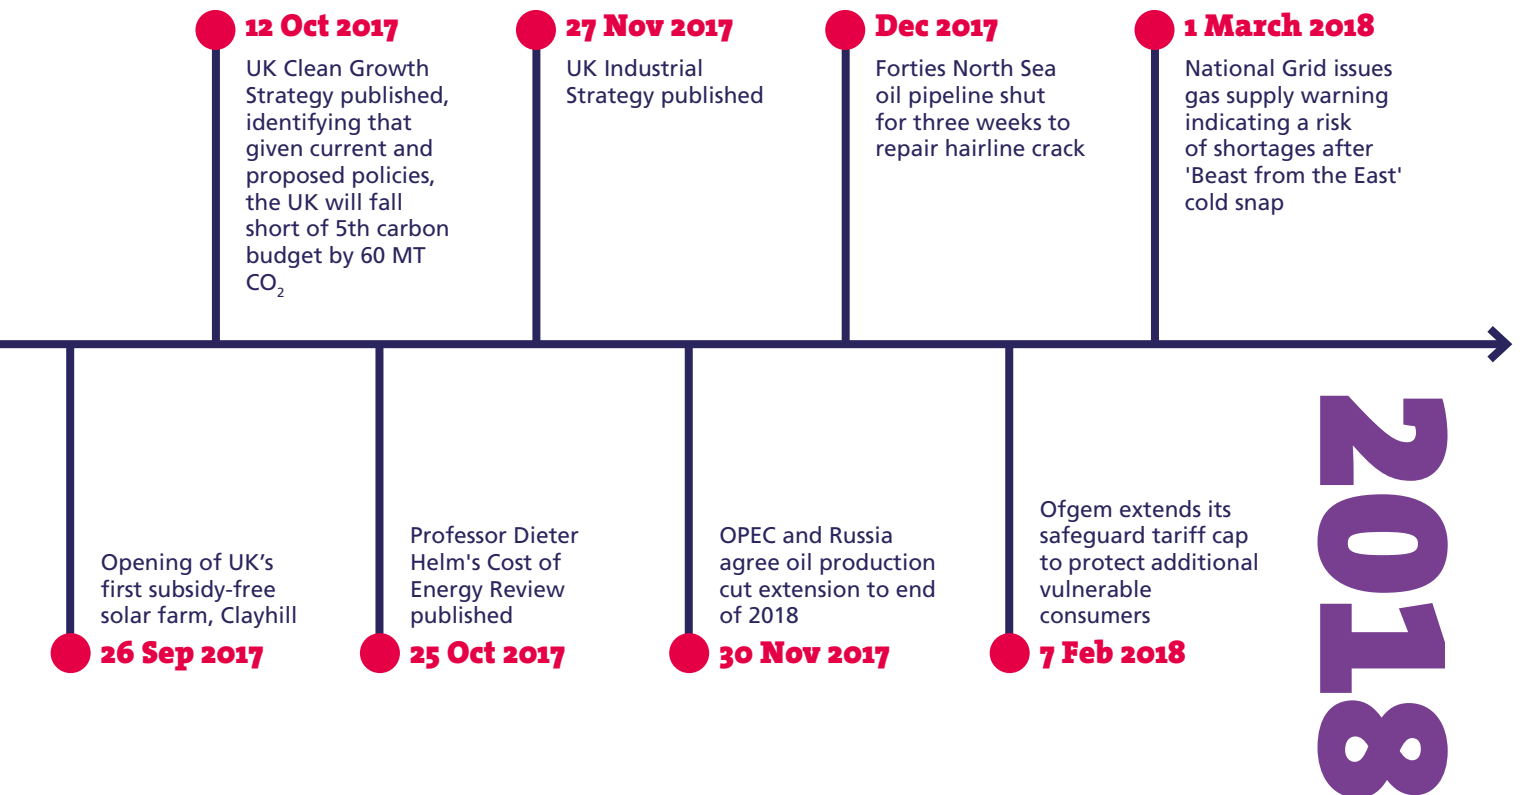 12 Oct 2017
UK Clean Growth
Strategy published,
identifying that
given current and
proposed policies,
the UK will fall
short of 5th carbon
budget by 60 MT
CO₂
27 Nov 2017
UK Industrial
Strategy published
Dec 2017
Forties North Sea
oil pipeline shut
for three weeks to
repair hairline crack
1 March 2018
National Grid issues
gas supply warning
indicating a risk
of shortages after
'Beast from the East'
cold snap
Opening of UK’s
first subsidy-free
solar farm, Clayhill
26 Sep 2017
Professor Dieter
Helm's Cost of
Energy Review
published
25 Oct 2017
OPEC and Russia
agree oil production
cut extension to end
of 2018
30 Nov 2017
Ofgem extends its
safeguard tariff cap
to protect additional
vulnerable
consumers
7 Feb 2018
2018